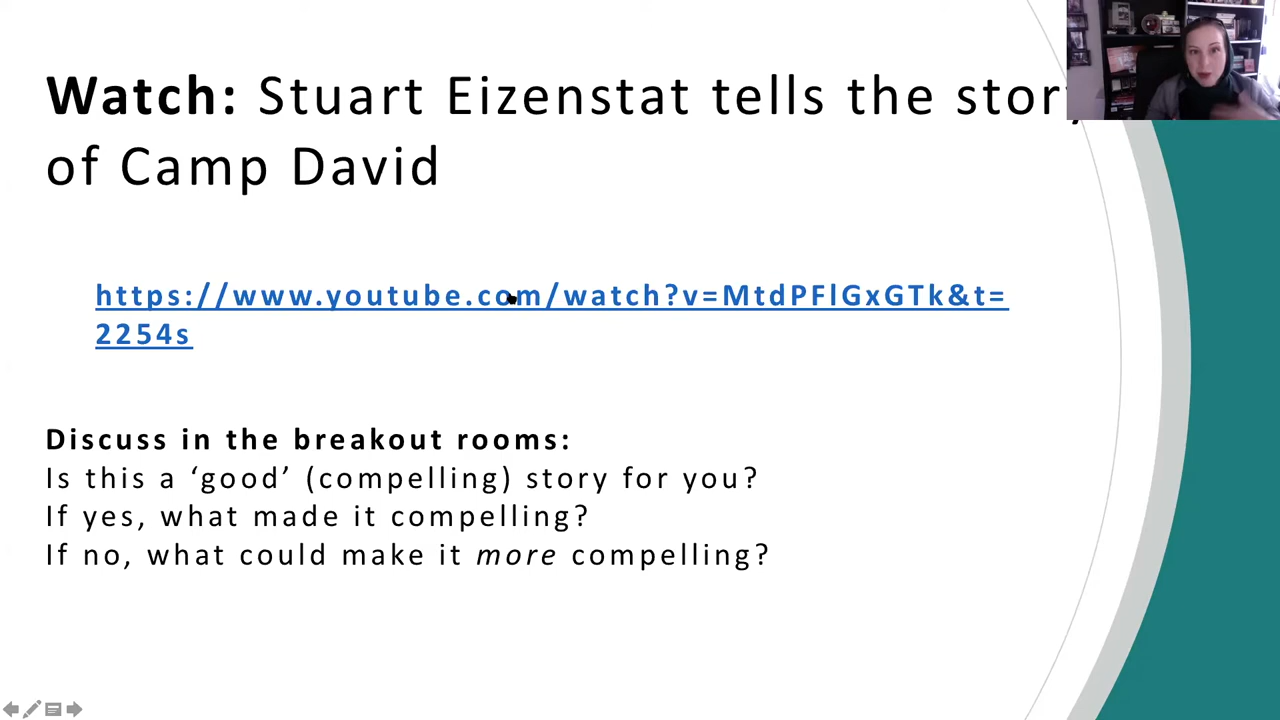 Watch: Stuart Eizenstat tells the story
of Camp David
https://www.youtube.com/watch?v=MtdPFlGxGTk&t=
2254s
Discuss in the breakout rooms:
Is this a ‘good’ (compelling) story for you?
If yes, what made it compelling?
If no, what could make it more compelling?